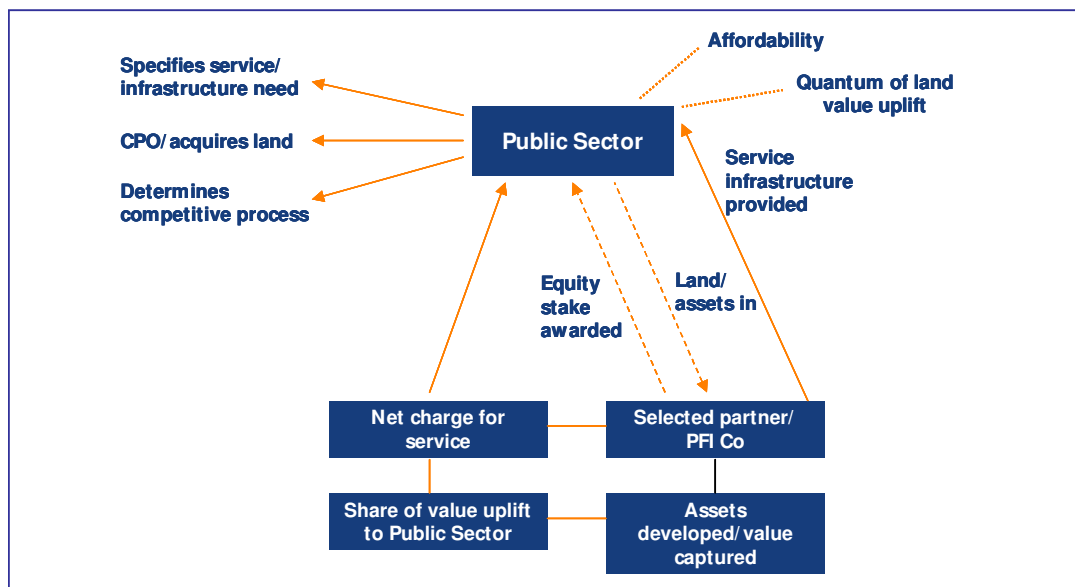 Affordability
Specifies service/
infrastructure need
Quantum of land
value uplift
CPO/ acquires land
Public Sector
Service
infrastructure
provided
Determines
competitive process
Equity
stake
awarded
Land/
assets in
Net charge for
service
Selected partner/
PFI Co
Share of value uplift
to Public Sector
Assets
developed/ value
captured